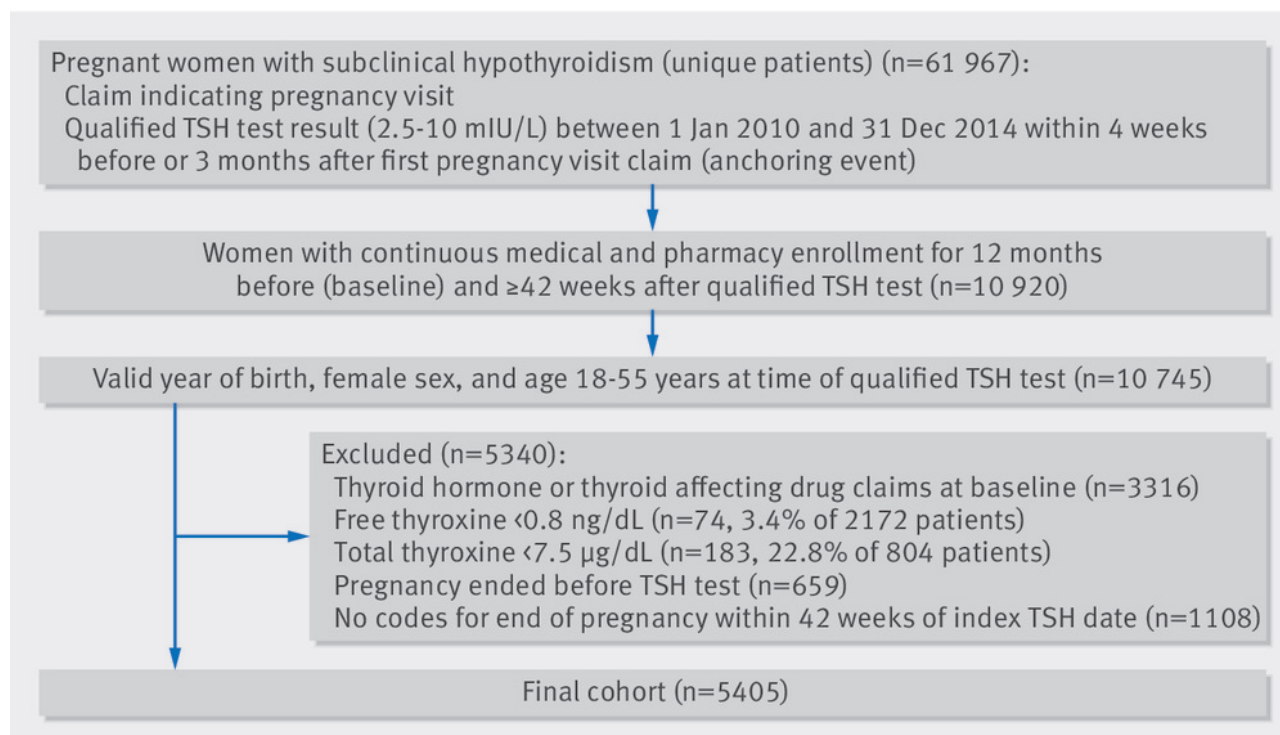 Pregnant women with subclinical hypothyroidism (unique patients) (n=61 967):
Claim indicating pregnancy visit
Qualified TSH test result (2.5-10 mIU/L) between 1 Jan 2010 and 31 Dec 2014 within 4 weeks
before or 3 months after first pregnancy visit claim (anchoring event)
Women with continuous medical and pharmacy enrollment for 12 months
before (baseline) and ≥42 weeks after qualified TSH test (n=10 920)
Valid year of birth, female sex, and age 18-55 years at time of qualified TSH test (n=10 745)
Excluded (n=5340):
Thyroid hormone or thyroid affecting drug claims at baseline (n=3316)
Free thyroxine <0.8 ng/dL (n=74, 3.4% of 2172 patients)
Total thyroxine <7.5 µg/dL (n=183, 22.8% of 804 patients)
Pregnancy ended before TSH test (n=659)
No codes for end of pregnancy within 42 weeks of index TSH date (n=1108)
Final cohort (n=5405)